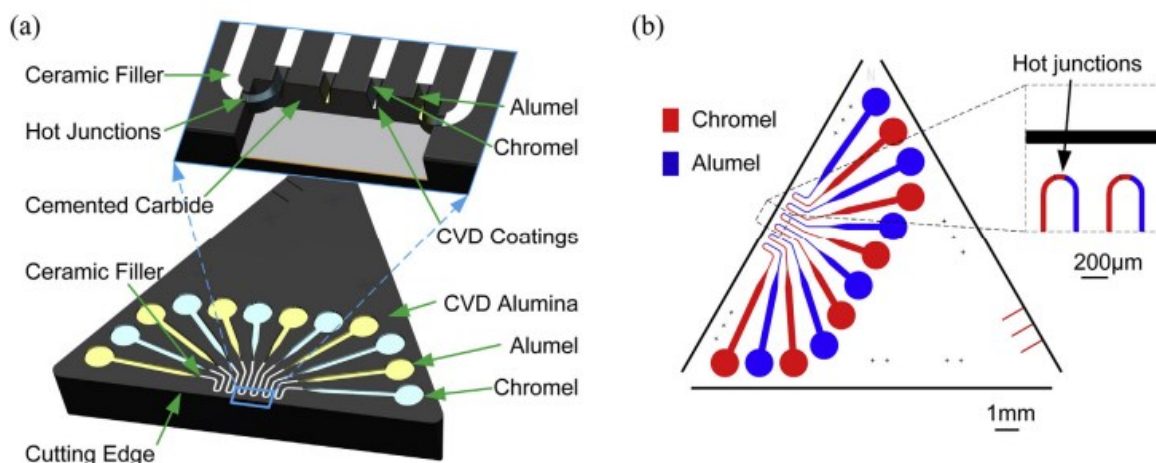 (a)
Ceramic Filler
Hot Junctions
Alumel
Chromel
Cemented Carbide
CVD Coatings
Ceramic Filler
CVD Alumina
Alumel
Chromel
Cutting Edge
(b)
Hot junctions
Chromel
Alumel
N
200μm
1mm